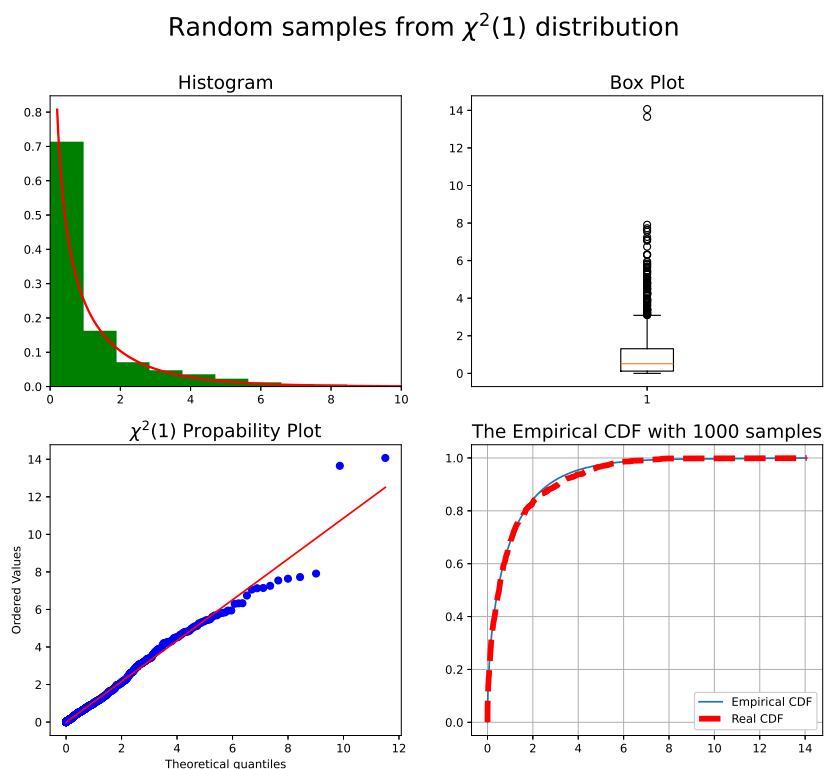 Random samples from χ²(1) distribution
Histogram
0.8
0.7
0.6
0.5
0.4
0.3
0.2
0.1
0.0
0 2 4 6 8 10
Box Plot
14
12
10
8
6
4
2
0
1
χ²(1) Propability Plot
Ordered Values
14
12
10
8
6
4
2
0
0 2 4 6 8 10 12
Theoretical quantiles
The Empirical CDF with 1000 samples
1.0
0.8
0.6
0.4
0.2
0.0
0 2 4 6 8 10 12 14
Empirical CDF
Real CDF